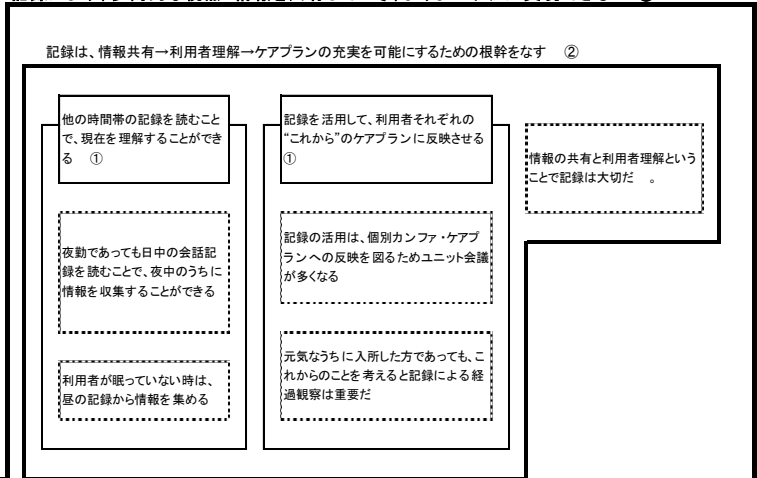 記録は、情報共有→利用者理解→ケアプランの充実を可能にするための根幹をなす　②
他の時間帯の記録を読むこと
で、現在を理解することができ
る　①
夜勤であっても日中の会話記
録を読むことで、夜中のうちに
情報を収集することができる
利用者が眠っていない時は、
昼の記録から情報を集める
記録を活用して、利用者それぞれの
“これから”のケアプランに反映させる
①
記録の活用は、個別カンファ・ケアプ
ランへの反映を図るためユニット会議
が多くなる
元気なうちに入所した方であっても、こ
れからのことを考えると記録による経
過観察は重要だ
情報の共有と利用者理解という
ことで記録は大切だ　。